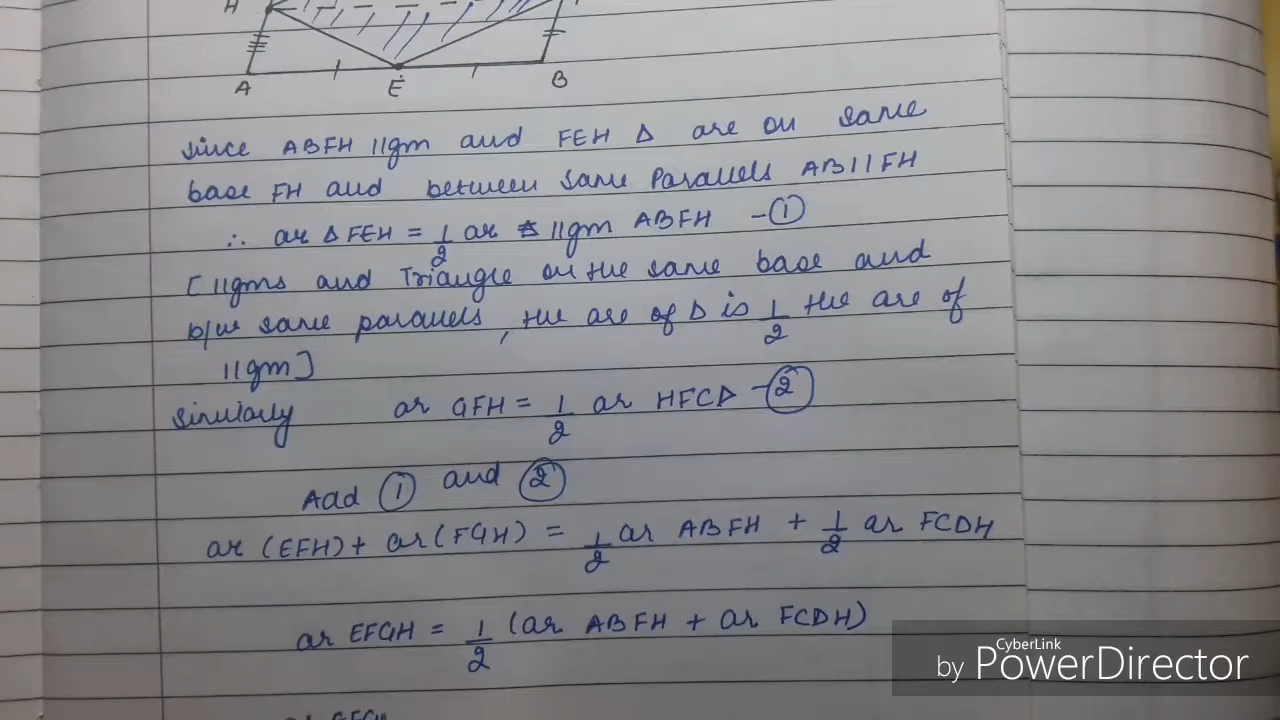 H
A E B
since ABFH ||gm and FEH Δ are on same
base FH and between same Parallels AB||FH
∴ ar Δ FEH = 1/2 ar ||gm ABFH - ①
[||gms and Triangle on the same base and
b/w same parallels, the are of Δ is 1/2 the are of
||gm]
Similarly ar GFH = 1/2 ar HFCD - ②
Add ① and ②
ar (EFH) + ar (FGH) = 1/2 ar ABFH + 1/2 ar FCDH
ar EFGH = 1/2 (ar ABFH + ar FCDH)
CyberLink
by PowerDirector